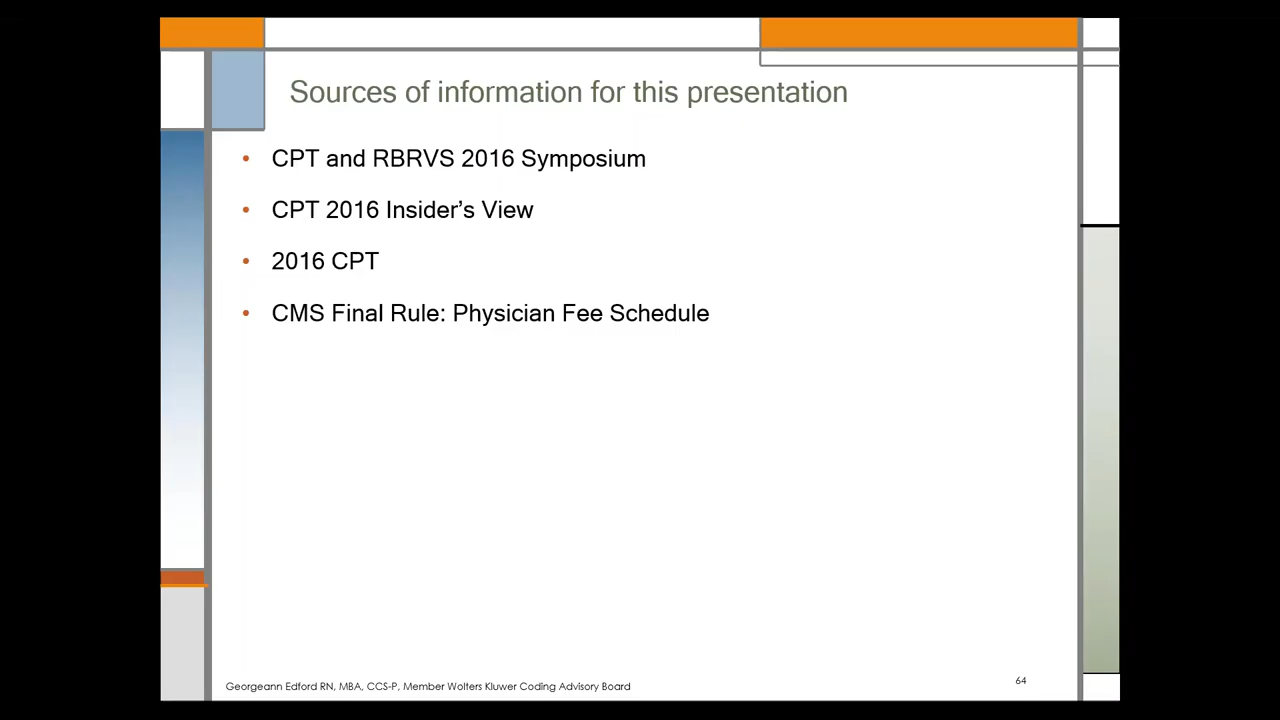 Sources of information for this presentation
• CPT and RBRVS 2016 Symposium
• CPT 2016 Insider’s View
• 2016 CPT
• CMS Final Rule: Physician Fee Schedule
Georgeann Edford RN, MBA, CCS-P, Member Wolters Kluwer Coding Advisory Board
64